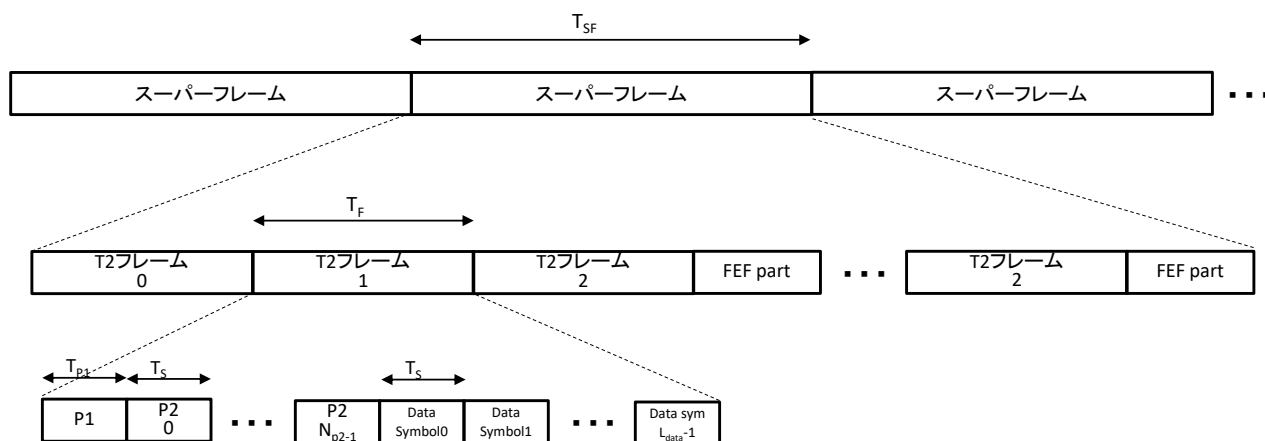 T_SF
スーパーフレーム スーパーフレーム スーパーフレーム ▪▪▪
T_F
T2フレーム 0
T2フレーム 1
T2フレーム 2
FEF part
▪▪▪
T2フレーム 2
FEF part
T_P1 T_S T_S
P1
P2 0
▪▪▪
P2 N_p2-1
Data Symbol0
Data Symbol1
▪▪▪
Data sym L_data-1